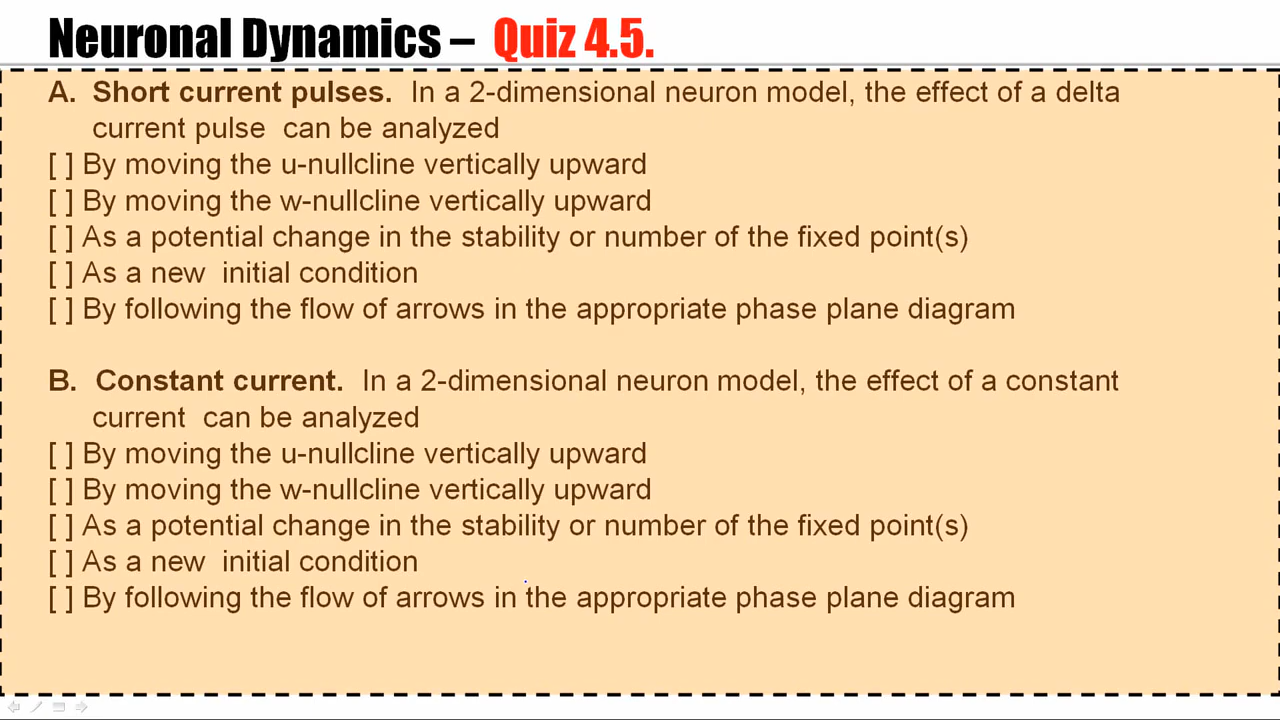 Neuronal Dynamics – Quiz 4.5.
A. Short current pulses. In a 2-dimensional neuron model, the effect of a delta
current pulse can be analyzed
[ ] By moving the u-nullcline vertically upward
[ ] By moving the w-nullcline vertically upward
[ ] As a potential change in the stability or number of the fixed point(s)
[ ] As a new initial condition
[ ] By following the flow of arrows in the appropriate phase plane diagram
B. Constant current. In a 2-dimensional neuron model, the effect of a constant
current can be analyzed
[ ] By moving the u-nullcline vertically upward
[ ] By moving the w-nullcline vertically upward
[ ] As a potential change in the stability or number of the fixed point(s)
[ ] As a new initial condition
[ ] By following the flow of arrows in the appropriate phase plane diagram